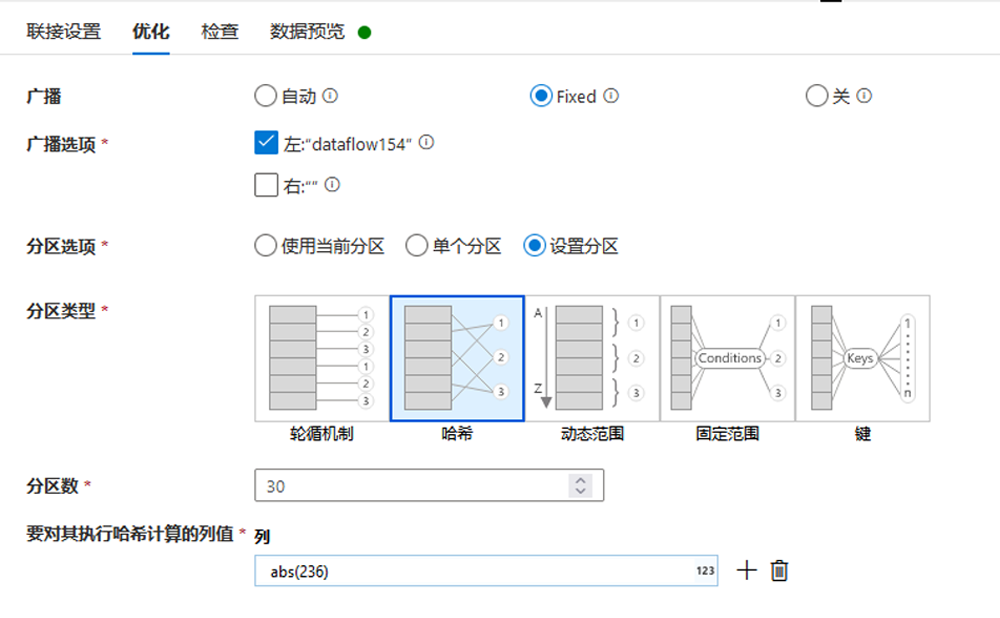 联接设置 优化 检查 数据预览
广播 自动 Fixed 关
广播选项 * 左:"dataflow154"
右:""
分区选项 * 使用当前分区 单个分区 设置分区
分区类型 *
1 2 3 1 2 3
1 2 3
A Z 1 2 3
Conditions 1 2 3
Keys 1 n
轮循机制 哈希 动态范围 固定范围 键
分区数 * 30
要对其执行哈希计算的列值 * 列
abs(236) 123